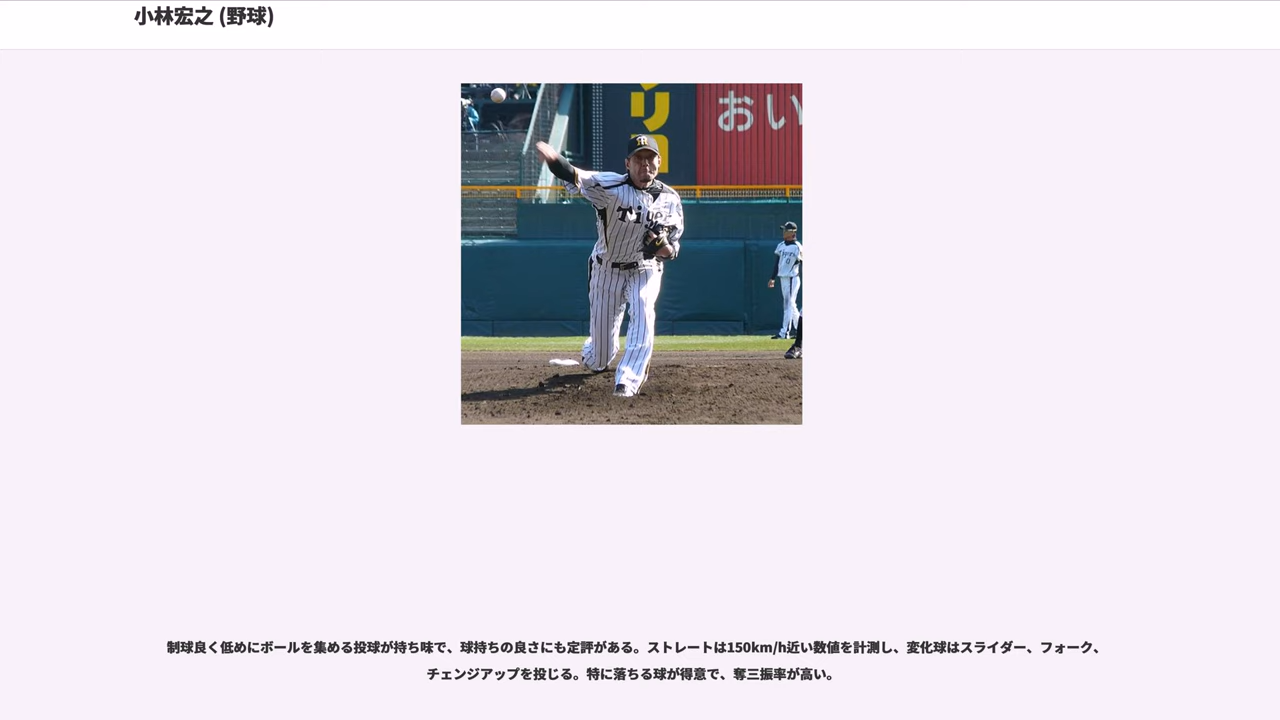 小林宏之 (野球)
リコ
おい
Tigers
制球良く低めにボールを集める投球が持ち味で、球持ちの良さにも定評がある。ストレートは150km/h近い数値を計測し、変化球はスライダー、フォーク、
チェンジアップを投じる。特に落ちる球が得意で、奪三振率が高い。